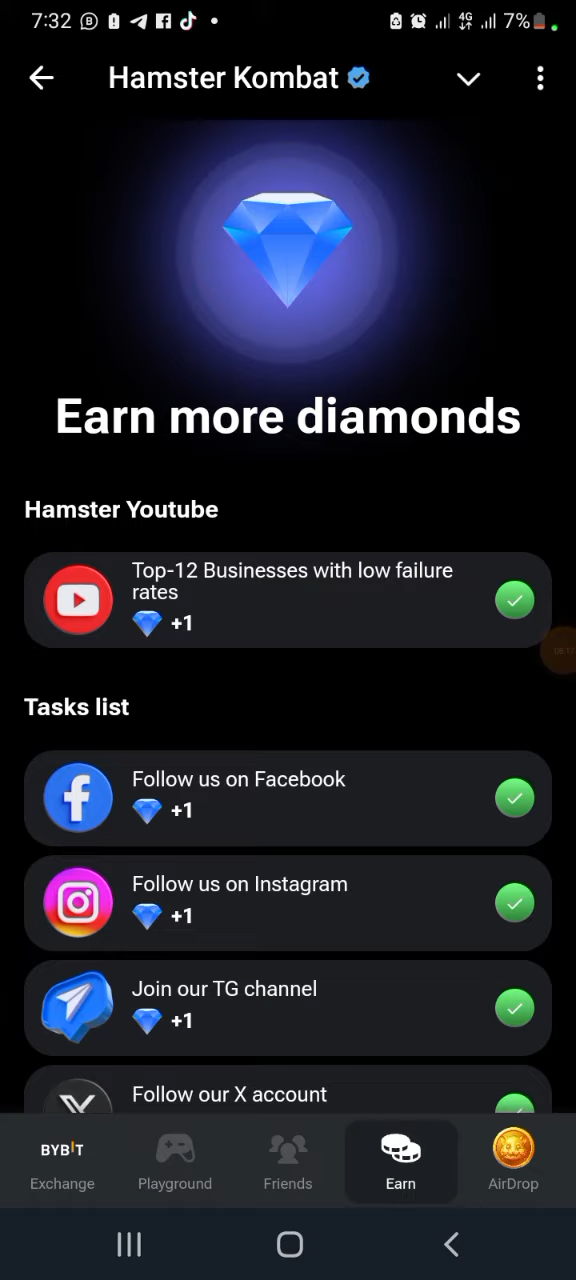 7:32 4G 7%
Hamster Kombat
Earn more diamonds
Hamster Youtube
Top-12 Businesses with low failure
rates
+1
Tasks list
Follow us on Facebook
+1
Follow us on Instagram
+1
Join our TG channel
+1
Follow our X account
BYBIT
Exchange Playground Friends Earn AirDrop